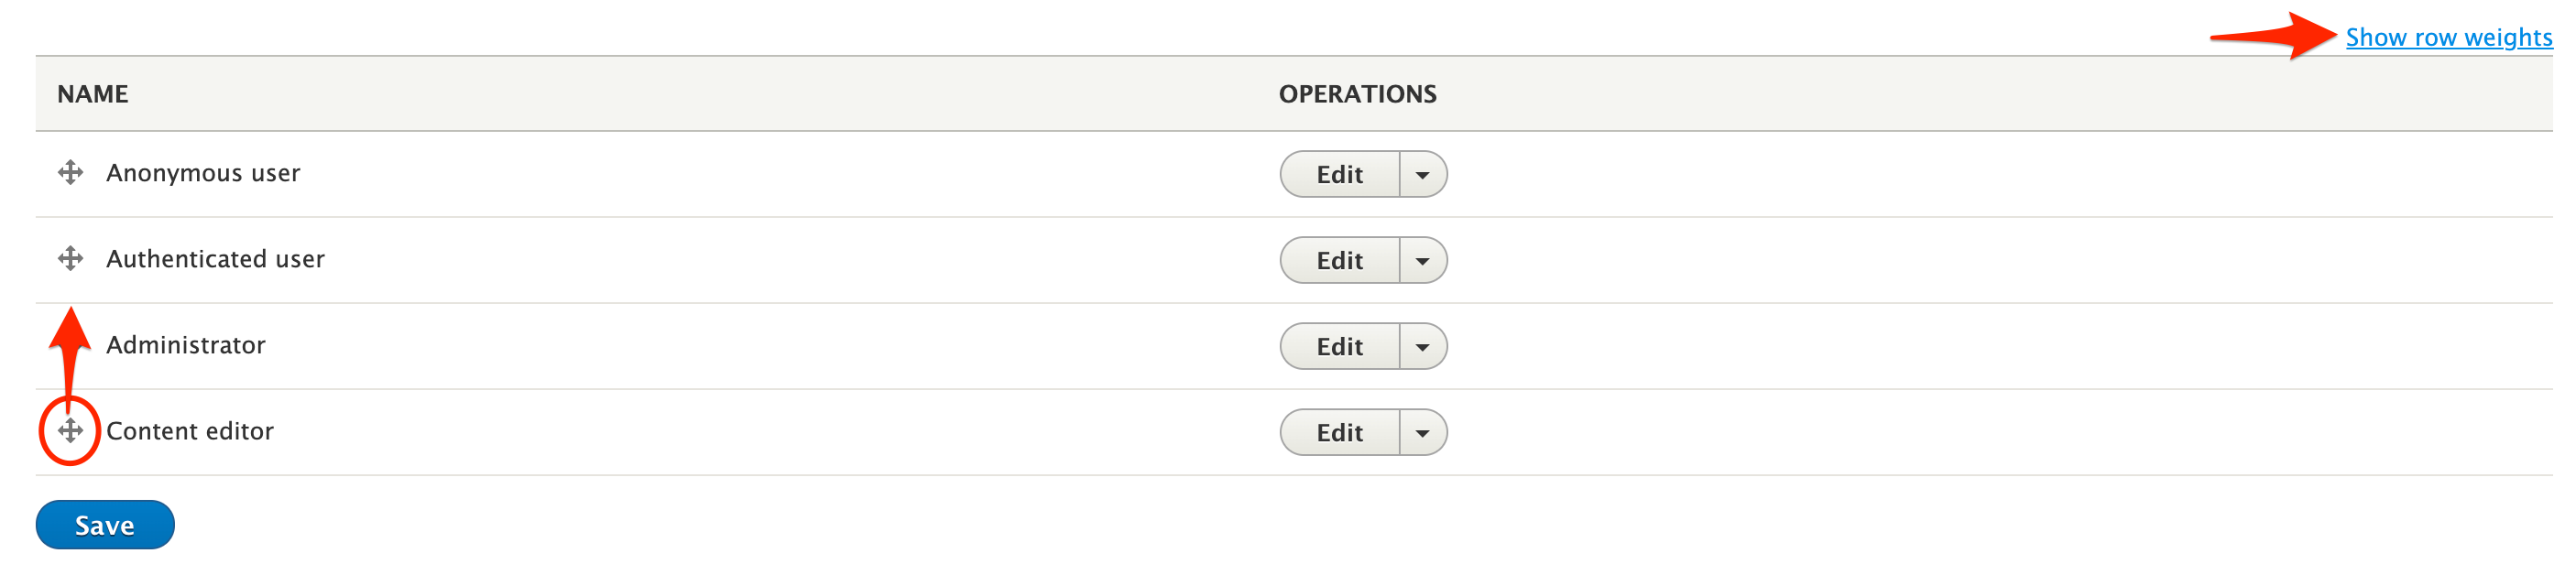 Show row weights
NAME OPERATIONS
Anonymous user Edit
Authenticated user Edit
Administrator Edit
Content editor Edit
Save